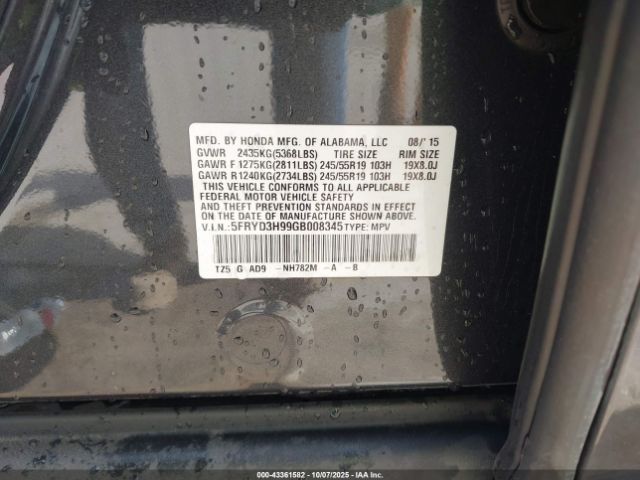 MFD. BY HONDA MFG. OF ALABAMA, LLC 08/'15
GVWR 2435KG(5368LBS) TIRE SIZE RIM SIZE
GAWR F 1275KG(2811LBS) 245/55R19 103H 19X8.0J
GAWR R 1240KG(2734LBS) 245/55R19 103H 19X8.0J
THIS VEHICLE CONFORMS TO ALL APPLICABLE
FEDERAL MOTOR VEHICLE SAFETY
AND THEFT PREVENTION STANDARDS IN EFFECT
ON THE DATE OF MANUFACTURE SHOWN ABOVE.
V.I.N.: 5FRYD3H99GB008345 TYPE: MPV
TZ5 G AD9 -NH782M -A -B
000-43361582 - 10/07/2025 - IAA Inc.